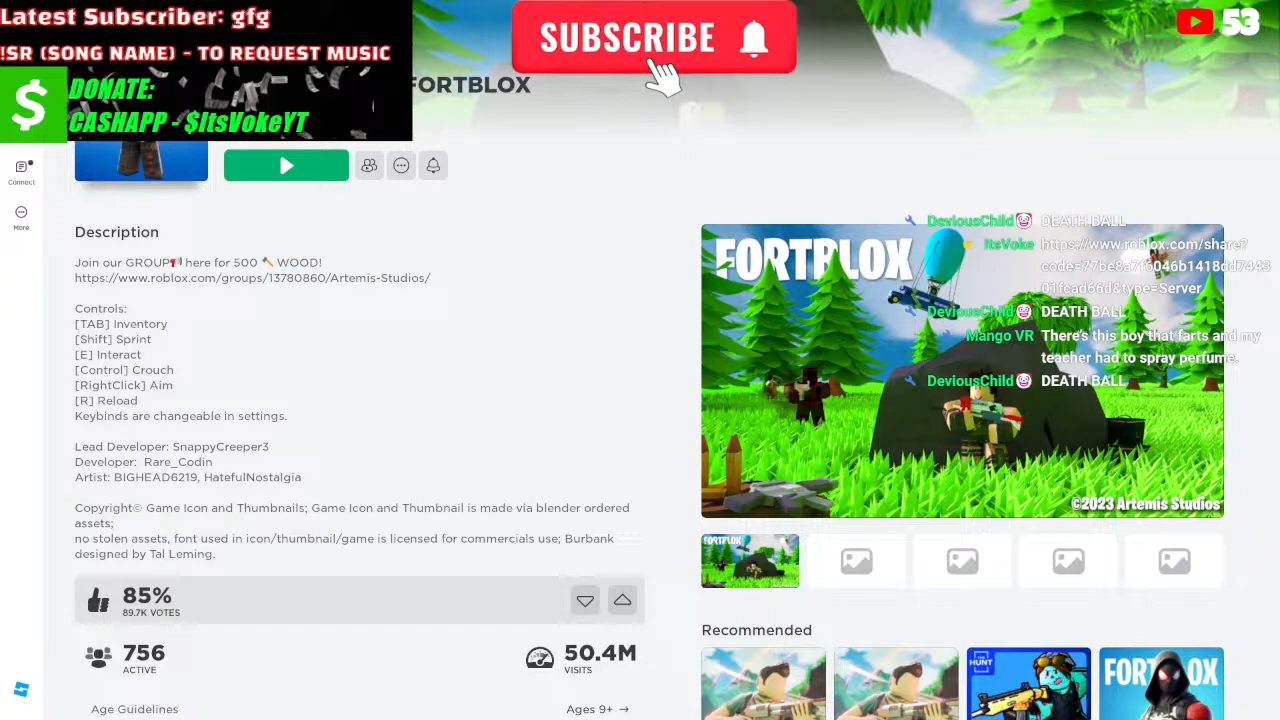 Latest Subscriber: gfg
!SR (SONG NAME) - TO REQUEST MUSIC
DONATE:
CASHAPP - $ItsVokeYT
SUBSCRIBE
53
FORTBLOX
Connect
More
Description
Join our GROUP here for 500 WOOD!
https://www.roblox.com/groups/13780860/Artemis-Studios/
Controls:
[TAB] Inventory
[Shift] Sprint
[E] Interact
[Control] Crouch
[RightClick] Aim
[R] Reload
Keybinds are changeable in settings.
Lead Developer: SnappyCreeper3
Developer: Rare_Codin
Artist: BIGHEAD6219, HatefulNostalgia
Copyright© Game Icon and Thumbnails; Game Icon and Thumbnail is made via blender ordered
assets;
no stolen assets, font used in icon/thumbnail/game is licensed for commercials use; Burbank
designed by Tal Leming.
85%
89.7K VOTES
756
ACTIVE
50.4M
VISITS
Age Guidelines
Ages 9+ →
FORTBLOX
DeviousChild DEATH BALL
ItsVoke https://www.roblox.com/share?
code=77be8a7f6046b1418dd7443
01fcad66d&type=Server
DeviousChild DEATH BALL
Mango VR There's this boy that farts and my
teacher had to spray perfume.
DeviousChild DEATH BALL
©2023 Artemis Studios
FORTBLOX
Recommended
THE HUNT